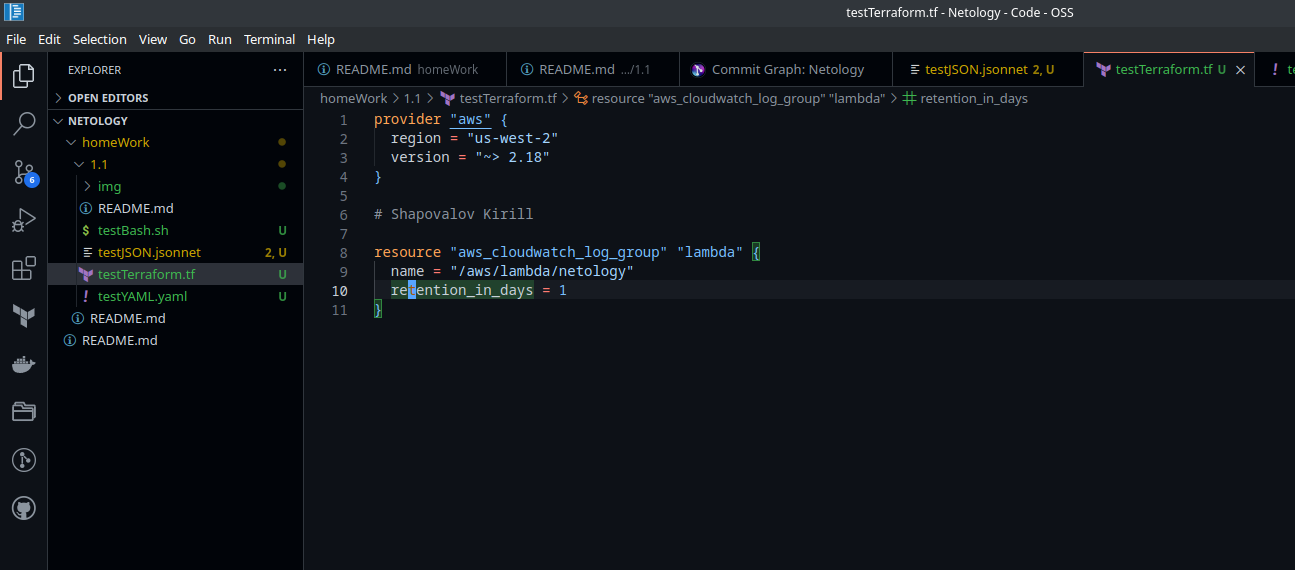 testTerraform.tf - Netology - Code - OSS
File Edit Selection View Go Run Terminal Help
EXPLORER ···
README.md homeWork README.md .../1.1 Commit Graph: Netology testJSON.jsonnet 2, U testTerraform.tf U
homeWork > 1.1 > testTerraform.tf > resource "aws_cloudwatch_log_group" "lambda" > retention_in_days
OPEN EDITORS
NETOLOGY
homeWork
1.1
img
README.md
$ testBash.sh U
testJSON.jsonnet 2, U
testTerraform.tf U
! testYAML.yaml U
README.md
README.md
6
1 provider "aws" {
2 region = "us-west-2"
3 version = "~> 2.18"
4 }
5
6 # Shapovalov Kirill
7
8 resource "aws_cloudwatch_log_group" "lambda" {
9 name = "/aws/lambda/netology"
10 retention_in_days = 1
11 }